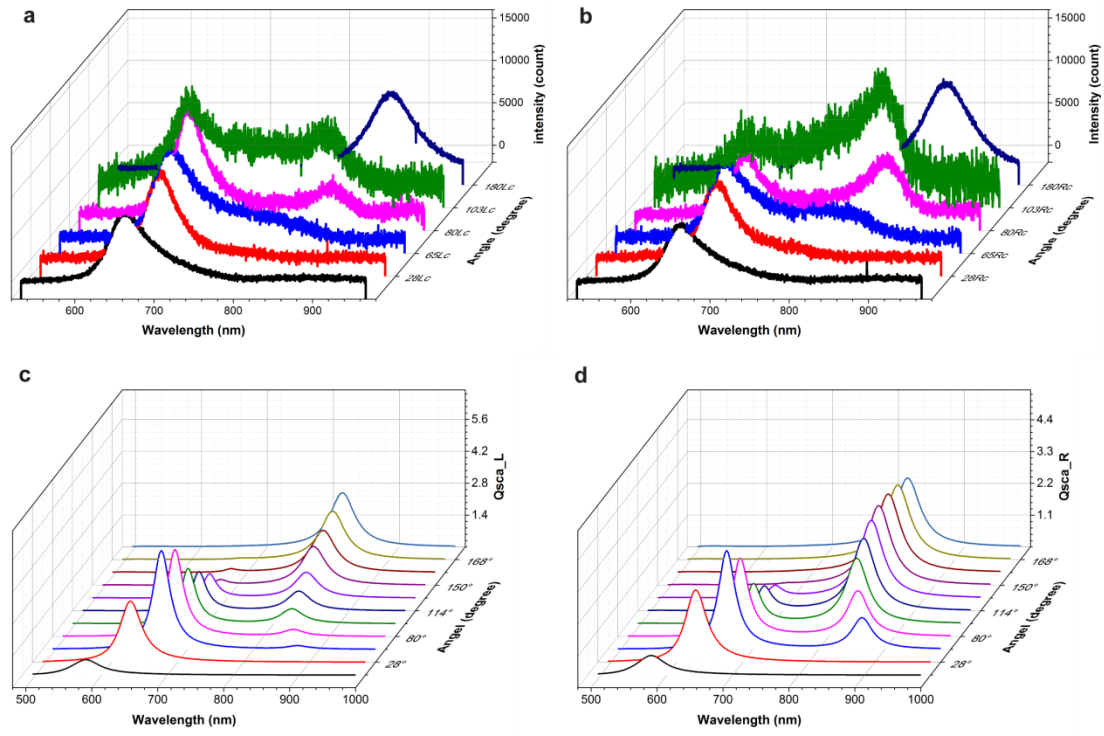 a
15000
10000
5000
0
intensity (count)
180Lc
103Lc
80Lc
65Lc
28Lc
Angle (degree)
600
700
800
900
Wavelength (nm)
b
15000
10000
5000
0
Intensity (count)
180Rc
103Rc
80Rc
65Rc
28Rc
Angle (degree)
600
700
800
900
Wavelength (nm)
c
5.6
4.2
2.8
1.4
Qsca_L
168°
150°
114°
80°
28°
Angel (degree)
500
600
700
800
900
1000
Wavelength (nm)
d
4.4
3.3
2.2
1.1
Qsca_R
168°
150°
114°
80°
28°
Angel (degree)
500
600
700
800
900
1000
Wavelength (nm)